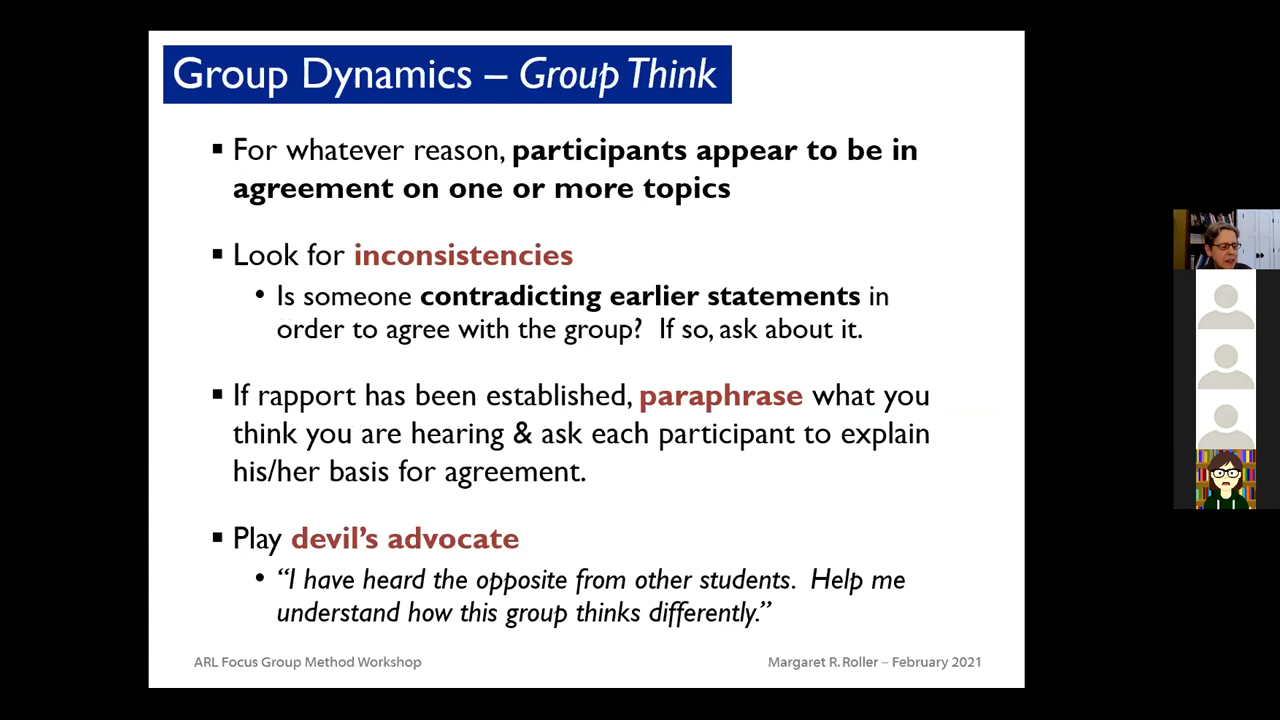 Group Dynamics – Group Think
▪ For whatever reason, participants appear to be in
agreement on one or more topics
▪ Look for inconsistencies
• Is someone contradicting earlier statements in
order to agree with the group? If so, ask about it.
▪ If rapport has been established, paraphrase what you
think you are hearing & ask each participant to explain
his/her basis for agreement.
▪ Play devil’s advocate
• “I have heard the opposite from other students. Help me
understand how this group thinks differently.”
ARL Focus Group Method Workshop
Margaret R. Roller – February 2021